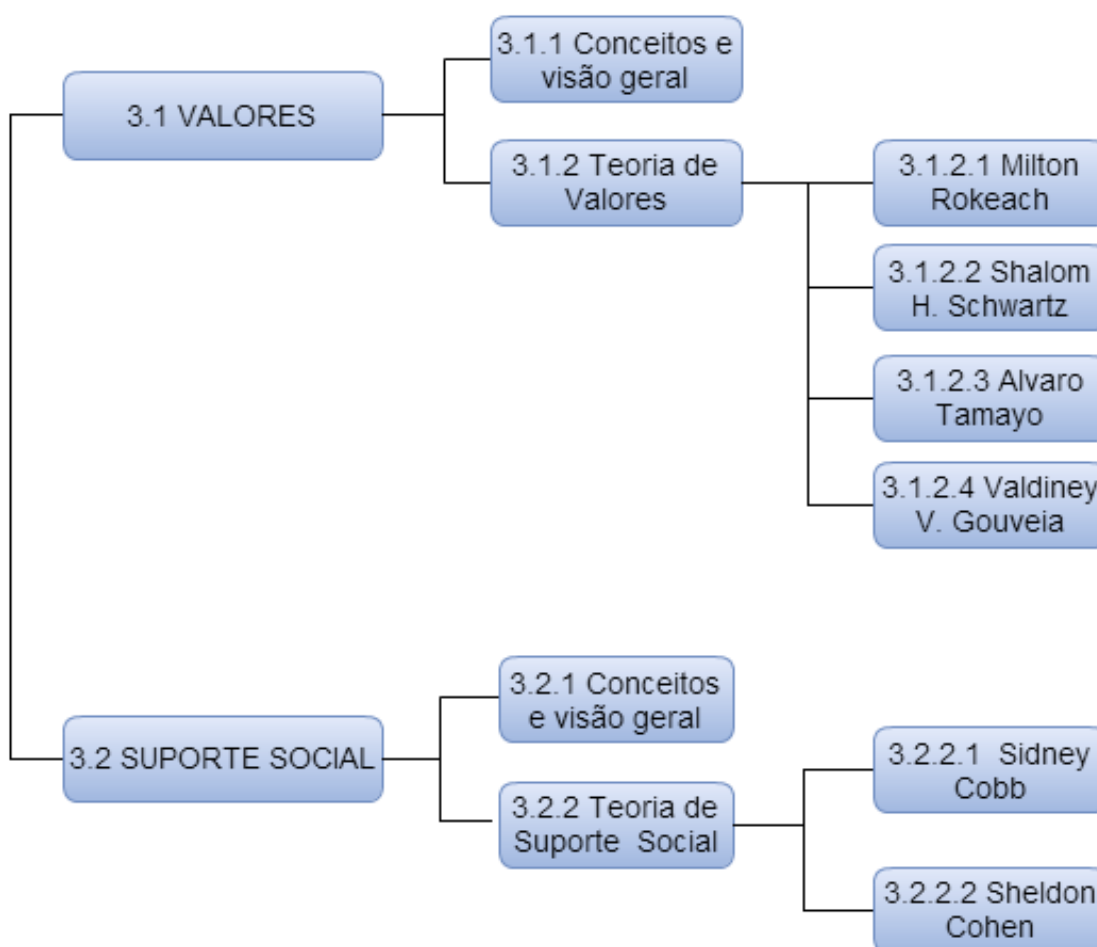 3.1 VALORES
3.1.1 Conceitos e
visão geral
3.1.2 Teoria de
Valores
3.1.2.1 Milton
Rokeach
3.1.2.2 Shalom
H. Schwartz
3.1.2.3 Alvaro
Tamayo
3.1.2.4 Valdiney
V. Gouveia
3.2 SUPORTE SOCIAL
3.2.1 Conceitos
e visão geral
3.2.2 Teoria de
Suporte Social
3.2.2.1 Sidney
Cobb
3.2.2.2 Sheldon
Cohen